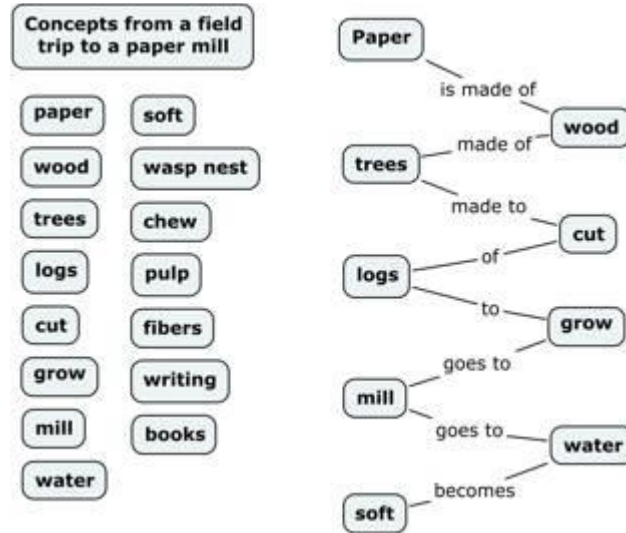 Concepts from a field
trip to a paper mill
paper
wood
trees
logs
cut
grow
mill
water
soft
wasp nest
chew
pulp
fibers
writing
books
Paper
is made of
wood
made of
trees
made to
cut
of
logs
to
grow
goes to
mill
goes to
water
becomes
soft